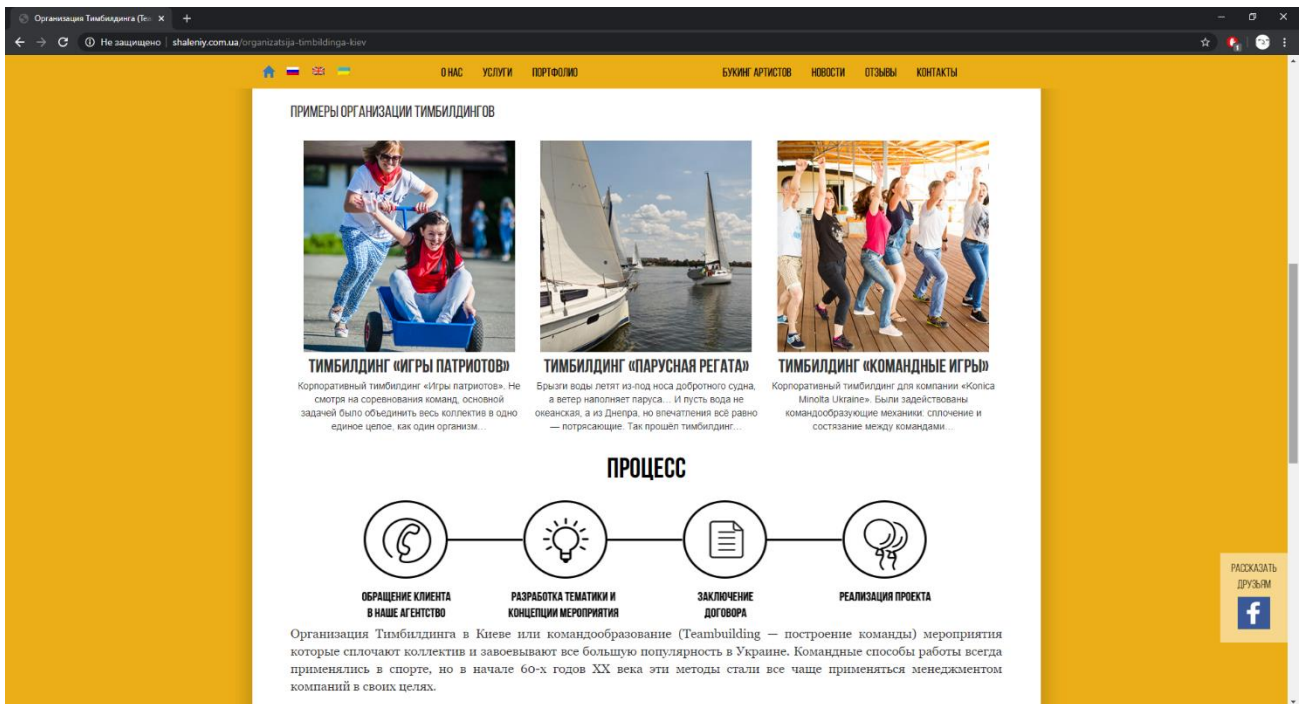 Организация Тимбилдинга (Tea
Не защищено | shaleniy.com.ua/organizatsija-timbildinga-kiev
О НАС УСЛУГИ ПОРТФОЛИО БУКИНГ АРТИСТОВ НОВОСТИ ОТЗЫВЫ КОНТАКТЫ
ПРИМЕРЫ ОРГАНИЗАЦИИ ТИМБИЛДИНГОВ
ТИМБИЛДИНГ «ИГРЫ ПАТРИОТОВ»
Корпоративный тимбилдинг «Игры патриотов». Не
смотря на соревнования команд, основной
задачей было объединить весь коллектив в одно
единое целое, как один организм…
ТИМБИЛДИНГ «ПАРУСНАЯ РЕГАТА»
Брызги воды летят из-под носа добротного судна,
а ветер наполняет паруса… И пусть вода не
океанская, а из Днепра, но впечатления всё равно
— потрясающие. Так прошёл тимбилдинг…
ТИМБИЛДИНГ «КОМАНДНЫЕ ИГРЫ»
Корпоративный тимбилдинг для компании «Konica
Minolta Ukraine». Были задействованы
командообразующие механики: сплочение и
состязание между командами…
ПРОЦЕСС
ОБРАЩЕНИЕ КЛИЕНТА
В НАШЕ АГЕНТСТВО
РАЗРАБОТКА ТЕМАТИКИ И
КОНЦЕПЦИИ МЕРОПРИЯТИЯ
ЗАКЛЮЧЕНИЕ
ДОГОВОРА
РЕАЛИЗАЦИЯ ПРОЕКТА
РАССКАЗАТЬ
ДРУЗЬЯМ
f
Организация Тимбилдинга в Киеве или командообразование (Teambuilding — построение команды) мероприятия
которые сплочают коллектив и завоевывают все большую популярность в Украине. Командные способы работы всегда
применялись в спорте, но в начале 60-х годов XX века эти методы стали все чаще применяться менеджментом
компаний в своих целях.